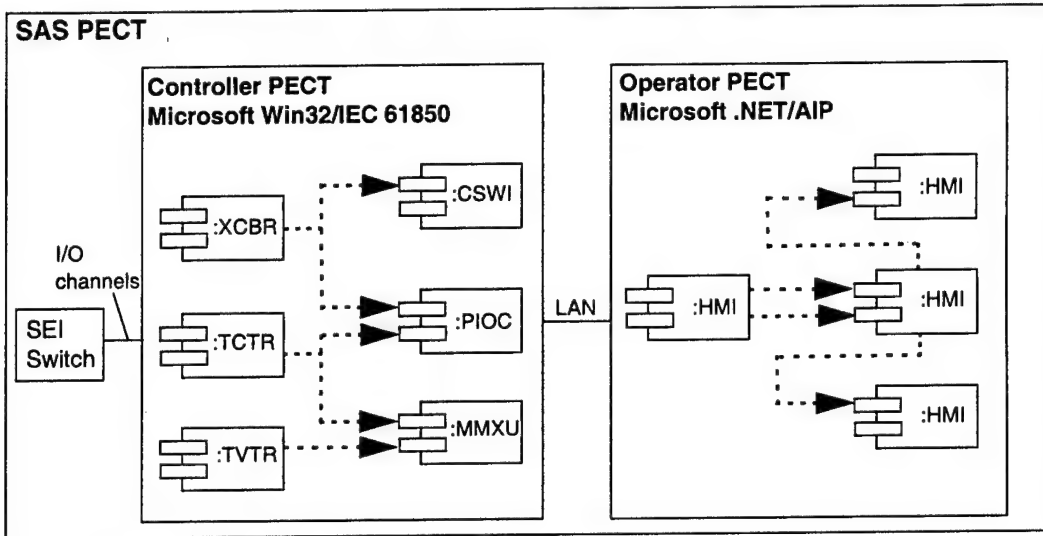 SAS PECT
Controller PECT
Microsoft Win32/IEC 61850
Operator PECT
Microsoft .NET/AIP
I/O
channels
SEI
Switch
:XCBR
:TCTR
:TVTR
:CSWI
:PIOC
:MMXU
LAN
:HMI
:HMI
:HMI
:HMI